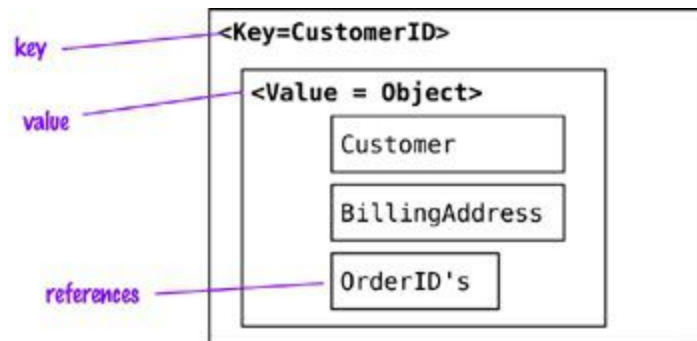 key
<Key=CustomerID>
value
<Value = Object>
Customer
BillingAddress
references
OrderID's